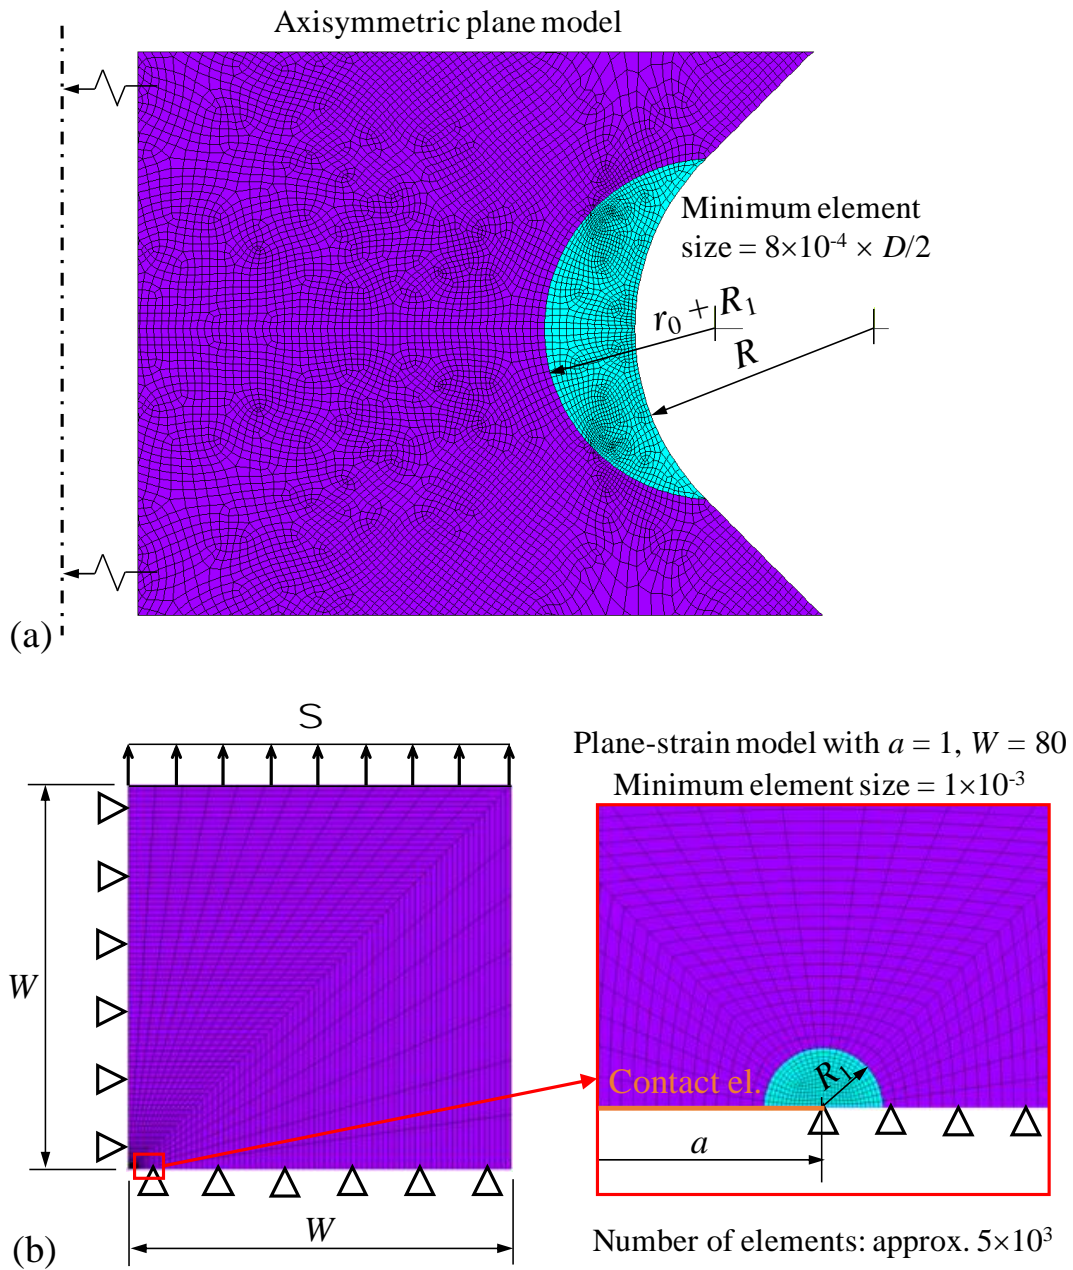 Axisymmetric plane model
Minimum element
size = 8×10⁻⁴ × D/2
r₀ + R₁
R
(a)
S
Plane-strain model with a = 1, W = 80
Minimum element size = 1×10⁻³
W
Contact el.
R₁
a
W
(b)
Number of elements: approx. 5×10³